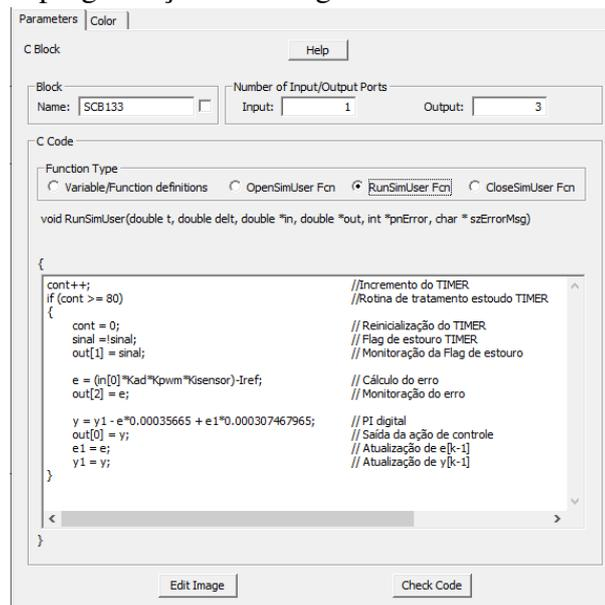 Parameters Color
C Block
Help
Block
Name: SCB133
Number of Input/Output Ports
Input: 1 Output: 3
C Code
Function Type
Variable/Function definitions OpenSimUser Fcn RunSimUser Fcn CloseSimUser Fcn
void RunSimUser(double t, double delt, double *in, double *out, int *pnError, char * szErrorMsg)
{
cont++; //Incremento do TIMER
if (cont >= 80) //Rotina de tratamento estoudo TIMER
{
cont = 0; // Reinicialização do TIMER
sinal =!sinal; // Flag de estouro TIMER
out[1] = sinal; // Monitoração da Flag de estouro
e = (in[0]*Kad*Kpwm*Kisensor)-Iref; // Cálculo do erro
out[2] = e; // Monitoração do erro
y = y1 - e*0.00035665 + e1*0.000307467965; // PI digital
out[0] = y; // Saída da ação de controle
e1 = e; // Atualização de e[k-1]
y1 = y; // Atualização de y[k-1]
}
}
Edit Image Check Code